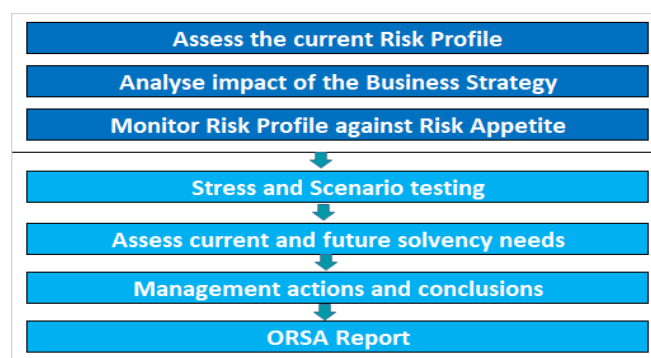 Assess the current Risk Profile
Analyse impact of the Business Strategy
Monitor Risk Profile against Risk Appetite
Stress and Scenario testing
Assess current and future solvency needs
Management actions and conclusions
ORSA Report